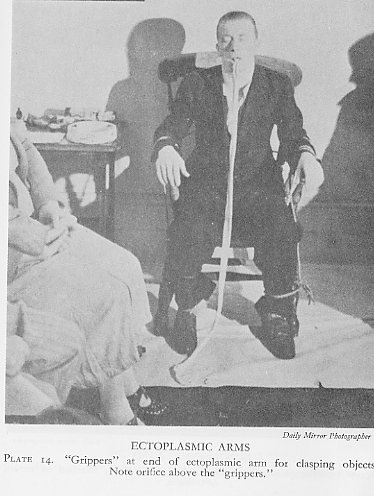 Daily Mirror Photographer
ECTOPLASMIC ARMS
PLATE 14. "Grippers" at end of ectoplasmic arm for clasping objects
Note orifice above the "grippers."